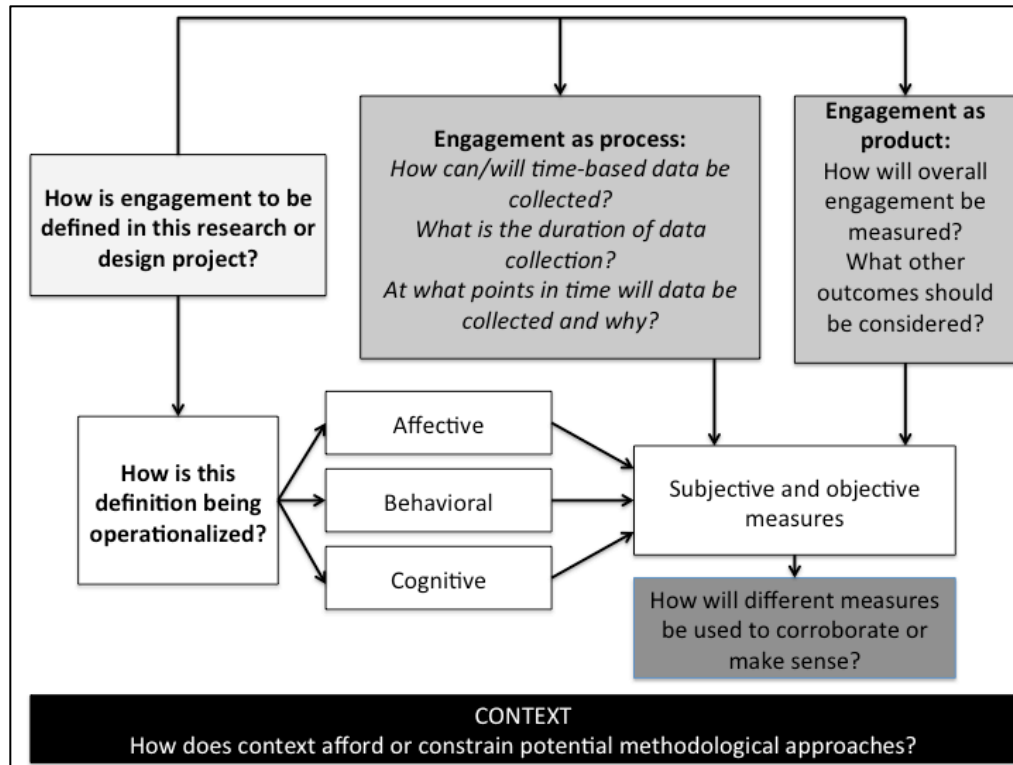 How is engagement to be
defined in this research or
design project?
Engagement as process:
How can/will time-based data be
collected?
What is the duration of data
collection?
At what points in time will data be
collected and why?
Engagement as
product:
How will overall
engagement be
measured?
What other
outcomes should
be considered?
How is this
definition being
operationalized?
Affective
Behavioral
Cognitive
Subjective and objective
measures
How will different measures
be used to corroborate or
make sense?
CONTEXT
How does context afford or constrain potential methodological approaches?